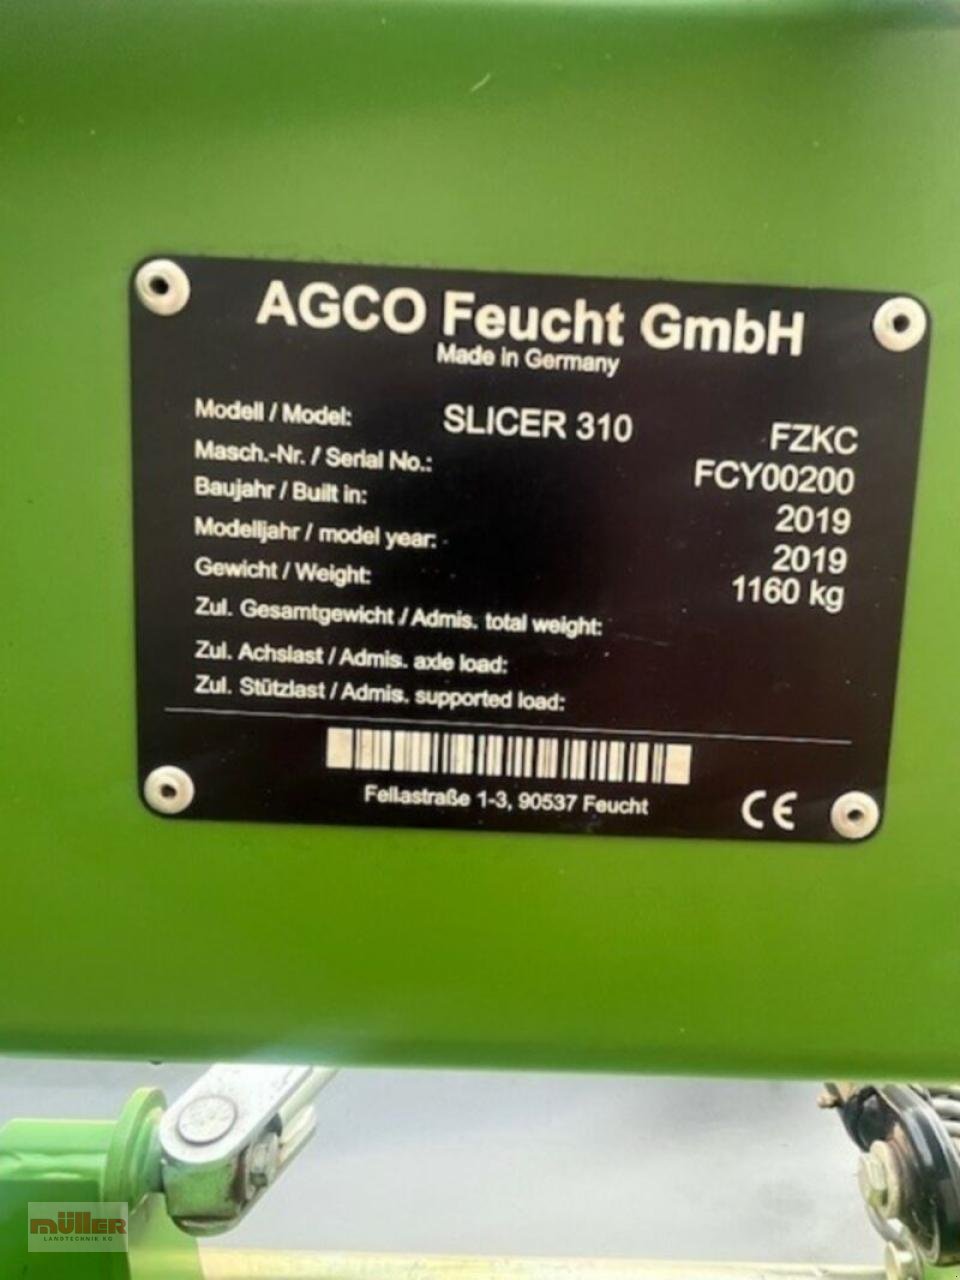 AGCO Feucht GmbH
Made in Germany
Modell / Model: SLICER 310 FZKC
Masch.-Nr. / Serial No.: FCY00200
Baujahr / Built in: 2019
Modelljahr / model year: 2019
Gewicht / Weight: 1160 kg
Zul. Gesamtgewicht / Admis. total weight:
Zul. Achslast / Admis. axle load:
Zul. Stützlast / Admis. supported load:
Fellastraße 1-3, 90537 Feucht
CE
müller
LANDTECHNIK KG